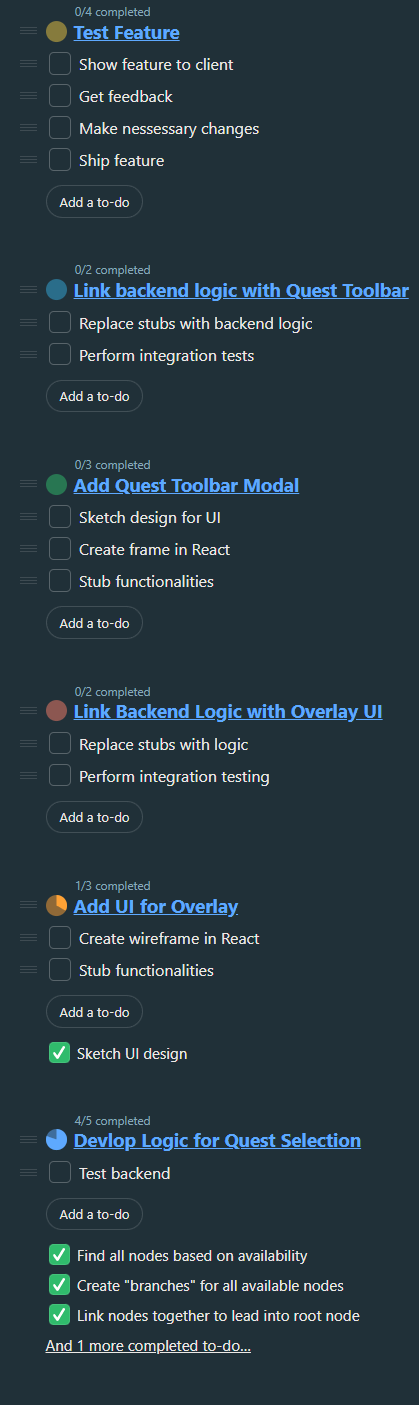 0/4 completed
Test Feature
Show feature to client
Get feedback
Make nessessary changes
Ship feature
Add a to-do
0/2 completed
Link backend logic with Quest Toolbar
Replace stubs with backend logic
Perform integration tests
Add a to-do
0/3 completed
Add Quest Toolbar Modal
Sketch design for UI
Create frame in React
Stub functionalities
Add a to-do
0/2 completed
Link Backend Logic with Overlay UI
Replace stubs with logic
Perform integration testing
Add a to-do
1/3 completed
Add UI for Overlay
Create wireframe in React
Stub functionalities
Add a to-do
Sketch UI design
4/5 completed
Devlop Logic for Quest Selection
Test backend
Add a to-do
Find all nodes based on availability
Create "branches" for all available nodes
Link nodes together to lead into root node
And 1 more completed to-do...